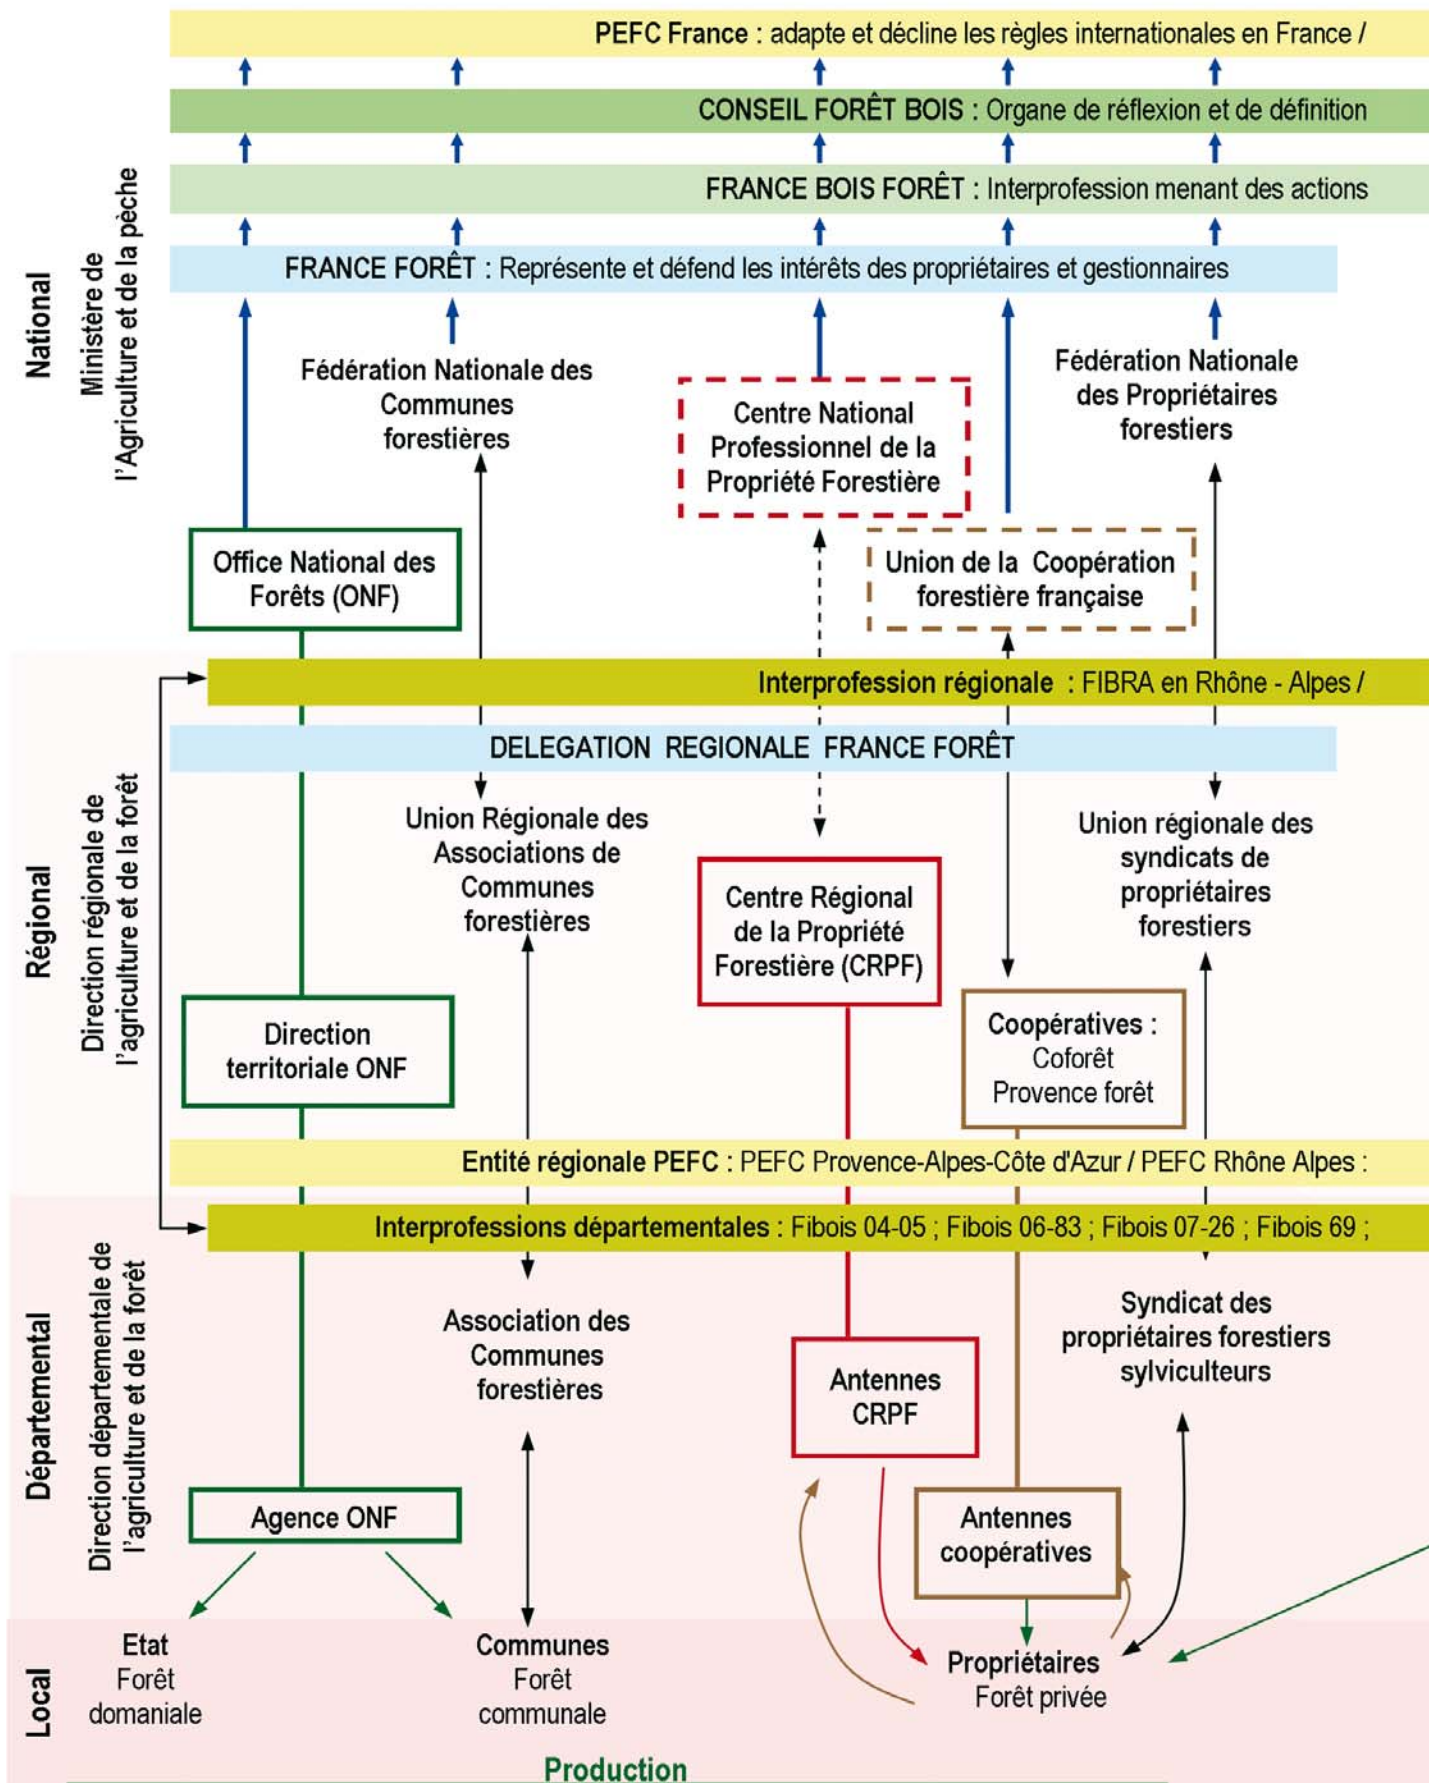 PEFC France : adapte et décline les règles internationales en France /
CONSEIL FORÊT BOIS : Organe de réflexion et de définition
FRANCE BOIS FORÊT : Interprofession menant des actions
FRANCE FORÊT : Représente et défend les intérêts des propriétaires et gestionnaires
National
Ministère de
l'Agriculture et de la pèche
Fédération Nationale des
Communes
forestières
Centre National
Professionnel de la
Propriété Forestière
Fédération Nationale
des Propriétaires
forestiers
Office National des
Forêts (ONF)
Union de la Coopération
forestière française
Interprofession régionale : FIBRA en Rhône - Alpes /
DELEGATION REGIONALE FRANCE FORÊT
Régional
Direction régionale de
l'agriculture et de la forêt
Union Régionale des
Associations de
Communes
forestières
Centre Régional
de la Propriété
Forestière (CRPF)
Union régionale des
syndicats de
propriétaires
forestiers
Direction
territoriale ONF
Coopératives :
Coforêt
Provence forêt
Entité régionale PEFC : PEFC Provence-Alpes-Côte d'Azur / PEFC Rhône Alpes :
Interprofessions départementales : Fibois 04-05 ; Fibois 06-83 ; Fibois 07-26 ; Fibois 69 ;
Départemental
Direction départementale de
l'agriculture et de la forêt
Association des
Communes
forestières
Antennes
CRPF
Syndicat des
propriétaires forestiers
sylviculteurs
Agence ONF
Antennes
coopératives
Local
Etat
Forêt
domaniale
Communes
Forêt
communale
Propriétaires
Forêt privée
Production